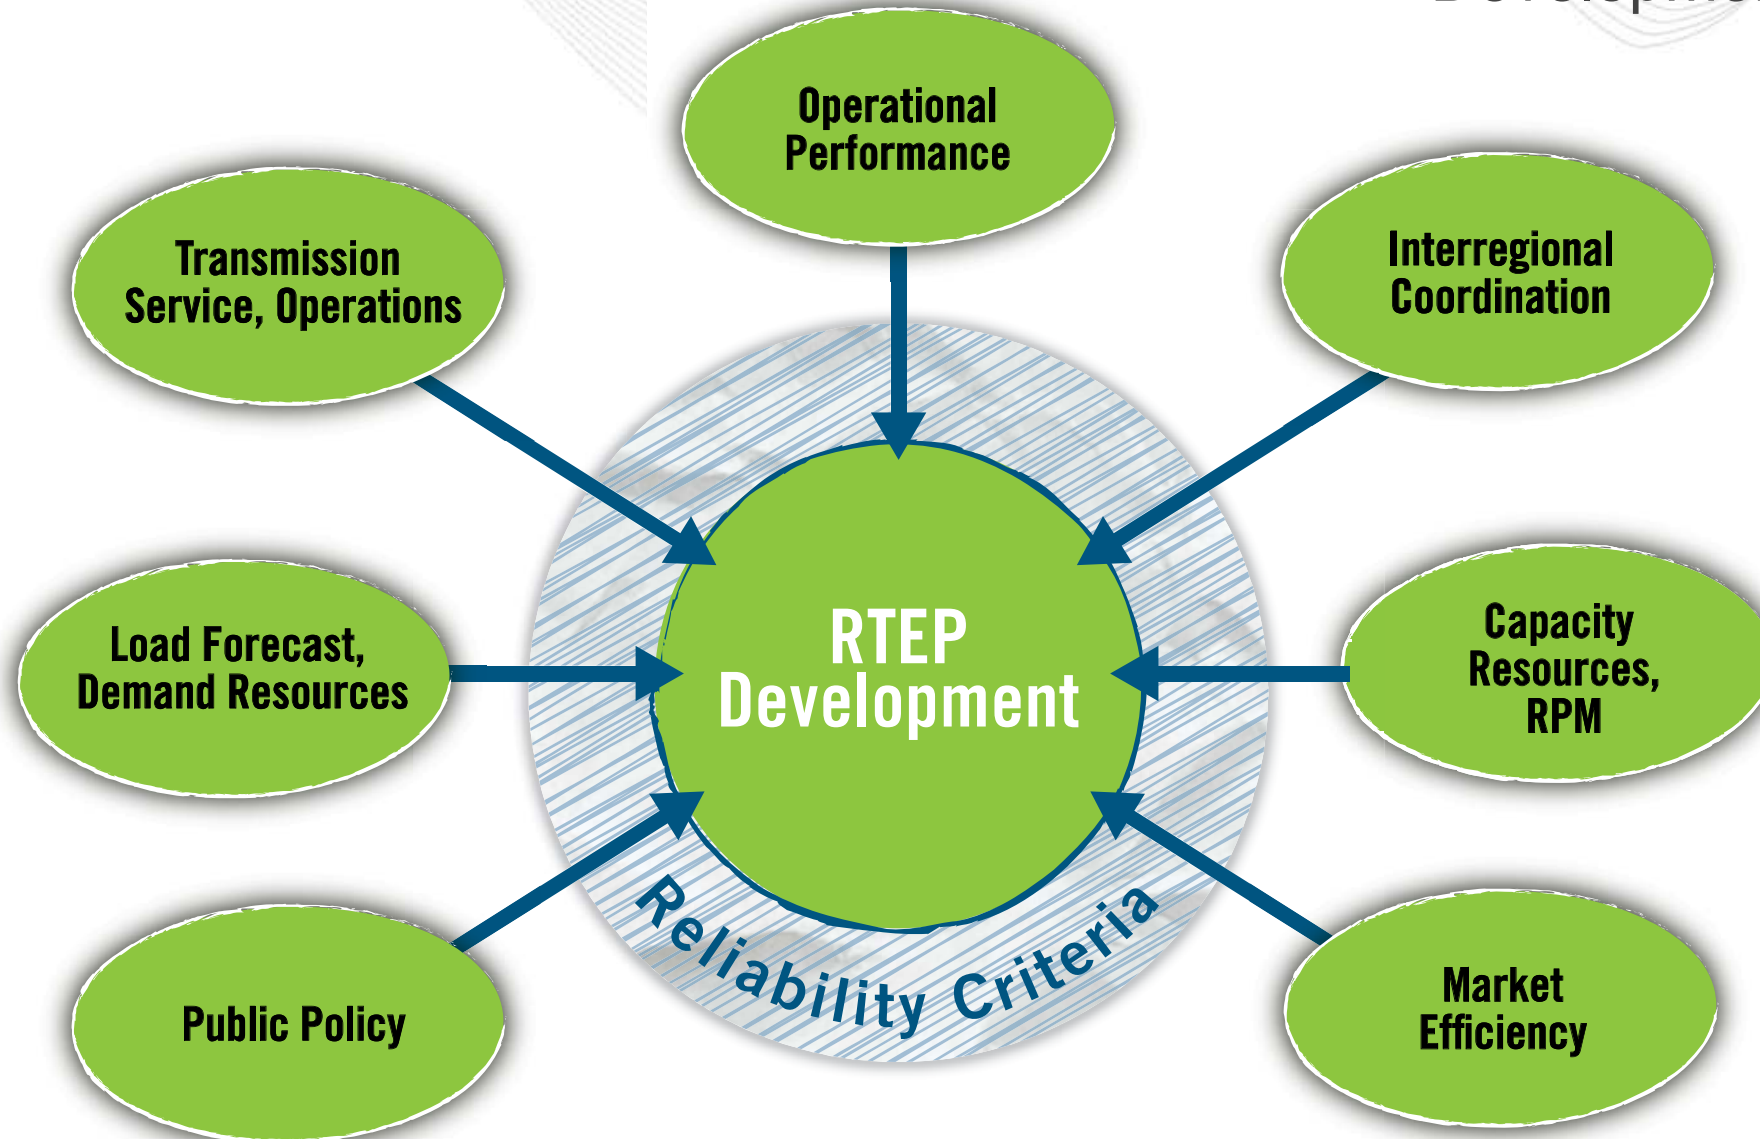 Operational
Performance
Transmission
Service, Operations
Interregional
Coordination
Load Forecast,
Demand Resources
RTEP
Development
Capacity
Resources,
RPM
Public Policy
Reliability Criteria
Market
Efficiency